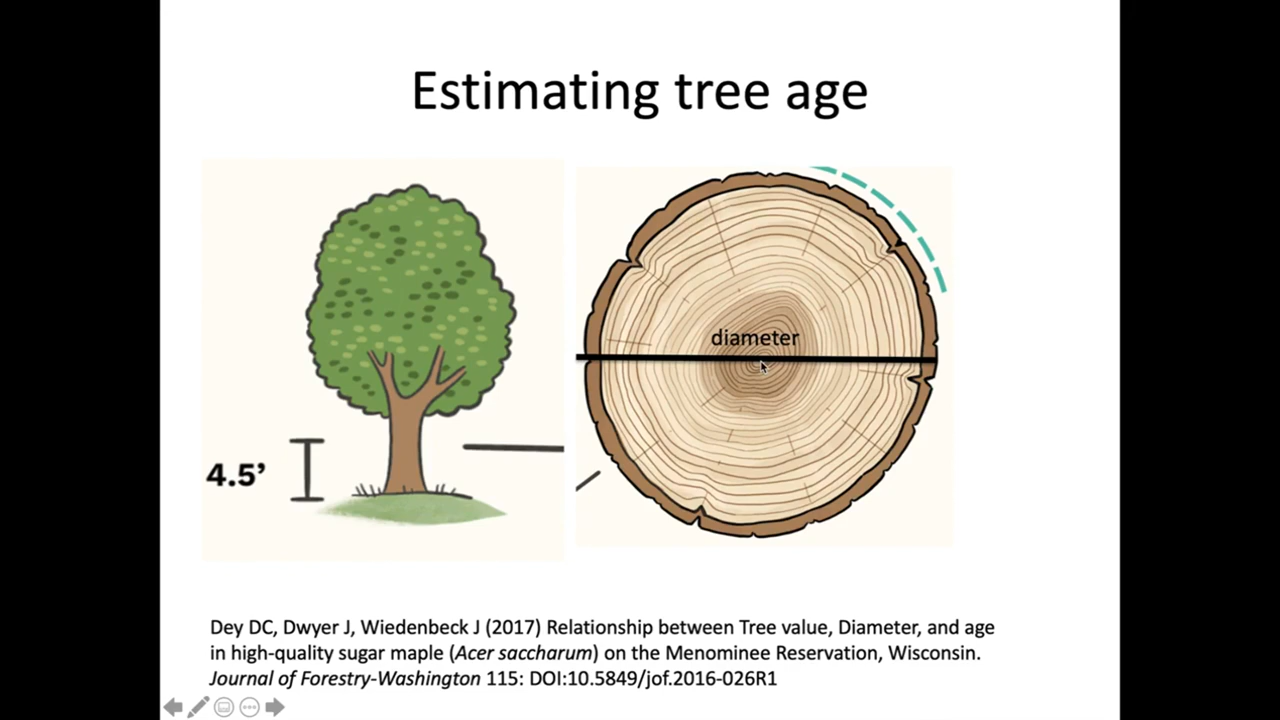 Estimating tree age
diameter
4.5’
Dey DC, Dwyer J, Wiedenbeck J (2017) Relationship between Tree value, Diameter, and age
in high-quality sugar maple (Acer saccharum) on the Menominee Reservation, Wisconsin.
Journal of Forestry-Washington 115: DOI:10.5849/jof.2016-026R1